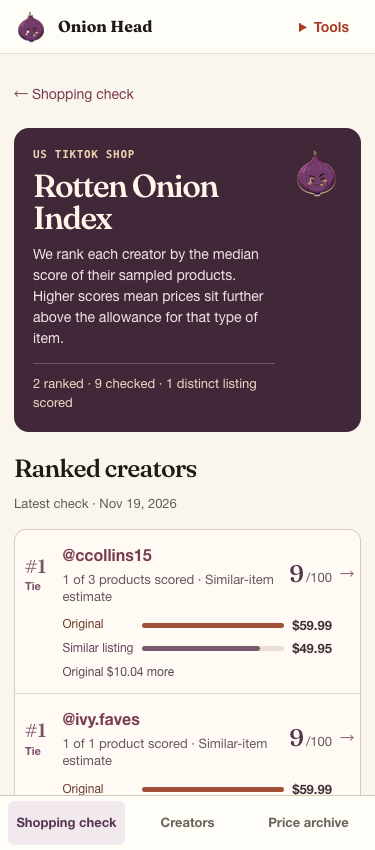 Onion Head
▶ Tools
← Shopping check
US TIKTOK SHOP
Rotten Onion
Index
We rank each creator by the median
score of their sampled products.
Higher scores mean prices sit further
above the allowance for that type of
item.
2 ranked · 9 checked · 1 distinct listing
scored
Ranked creators
Latest check · Nov 19, 2026
#1
Tie
@ccollins15
1 of 3 products scored · Similar-item
estimate
9/100 →
Original $59.99
Similar listing $49.95
Original $10.04 more
#1
Tie
@ivy.faves
1 of 1 product scored · Similar-item
estimate
9/100 →
Original $59.99
Shopping check Creators Price archive